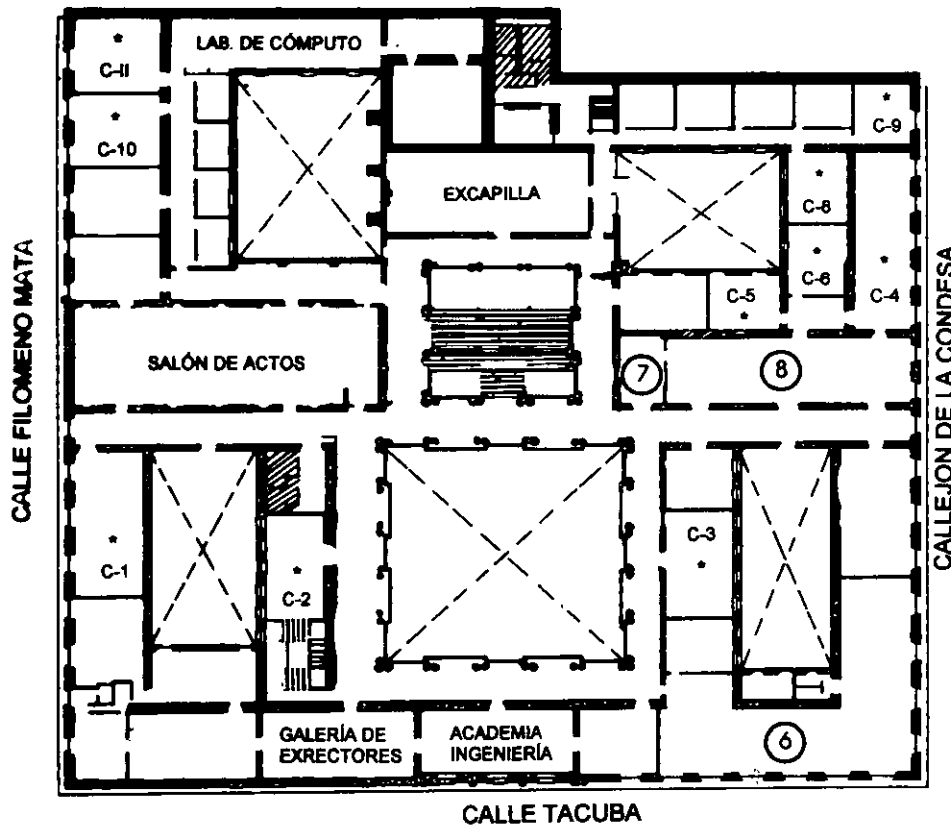 LAB. DE CÓMPUTO
*
C-II
*
C-10
*
C-9
EXCAPILLA
*
C-8
*
C-6
*
C-4
C-5
*
CALLE FILOMENO MATA
SALÓN DE ACTOS
7
8
CALLEJON DE LA CONDESA
*
C-1
*
C-2
C-3
*
GALERÍA DE
EXRECTORES
ACADEMIA
INGENIERÍA
6
CALLE TACUBA